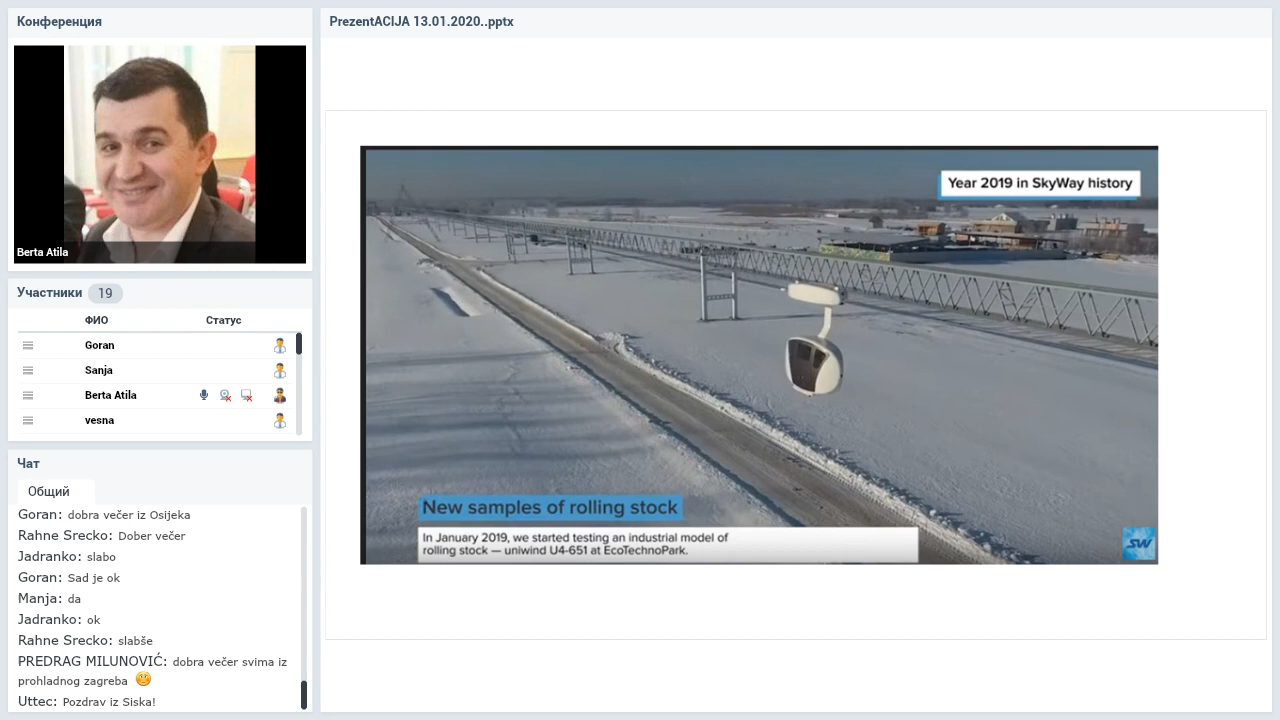 Конференция
Berta Atila
Участники 19
ФИО Статус
Goran
Sanja
Berta Atila
vesna
Чат
Общий
Goran: dobra večer iz Osijeka
Rahne Srecko: Dober večer
Jadranko: slabo
Goran: Sad je ok
Manja: da
Jadranko: ok
Rahne Srecko: slabše
PREDRAG MILUNOVIĆ: dobra večer svima iz
prohladnog zagreba
Uttec: Pozdrav iz Siska!
PrezentACIJA 13.01.2020..pptx
Year 2019 in SkyWay history
New samples of rolling stock
In January 2019, we started testing an industrial model of
rolling stock — uniwind U4-651 at EcoTechnoPark.
SW